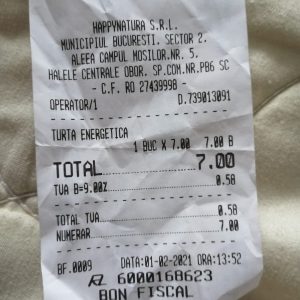 HAPPYNATURA S.R.L.
MUNICIPIUL BUCURESTI. SECTOR 2.
ALEEA CAMPUL MOSILOR.NR. 5.
HALELE CENTRALE OBOR. SP.COM.NR.PB6 SC
- C.F. RO 27439998 -
OPERATOR/1 D.739013091
TURTA ENERGETICA
1 BUC X 7.00 7.00 B
TOTAL 7.00
TVA B=9.00% 0.58
TOTAL TVA 0.58
NUMERAR 7.00
BF.0009 DATA:01-02-2021 ORA:13:52
6000168623
BON FISCAL